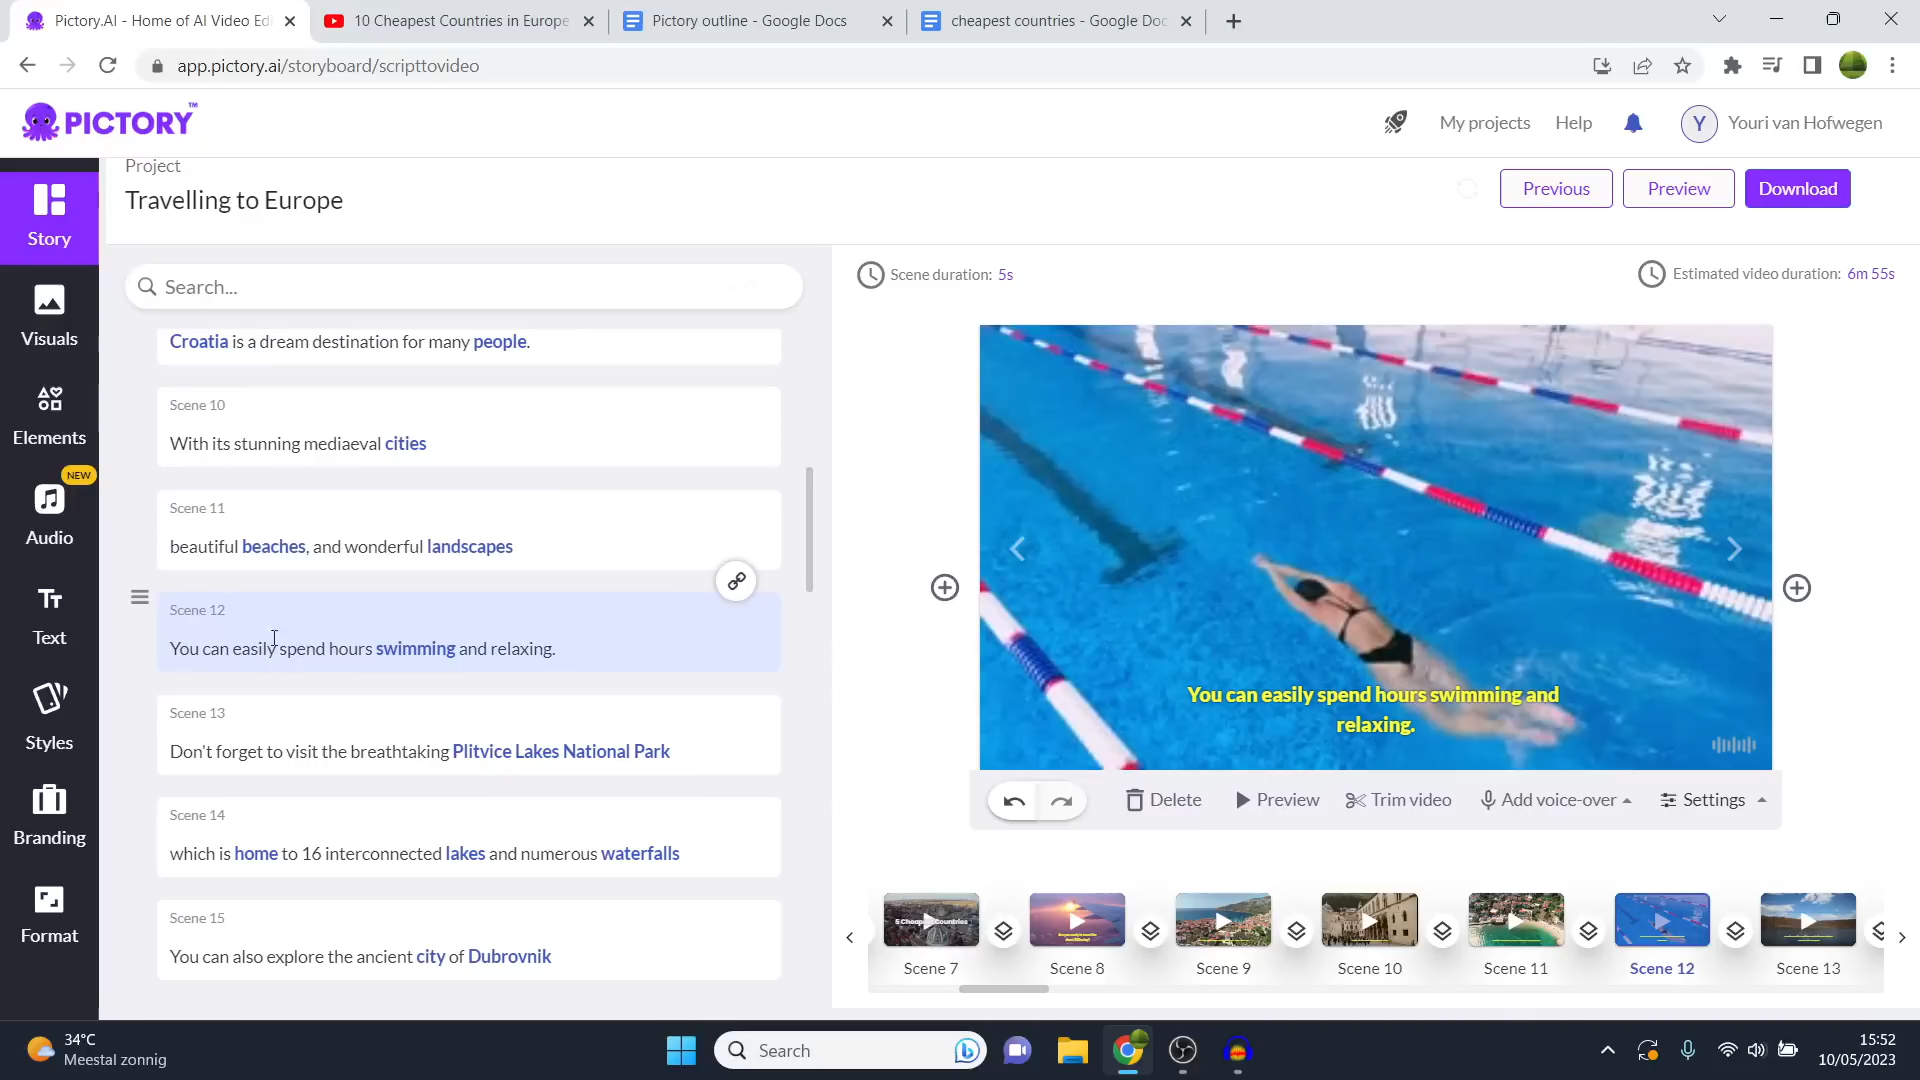 Pictory.AI - Home of AI Video Edi
10 Cheapest Countries in Europe
Pictory outline - Google Docs
cheapest countries - Google Doc
app.pictory.ai/storyboard/scripttovideo
PICTORY™
My projects
Help
Y
Youri van Hofwegen
Project
Travelling to Europe
Previous
Preview
Download
Story
Visuals
Elements
NEW
Audio
Text
Styles
Branding
Format
Search...
Croatia is a dream destination for many people.
Scene 10
With its stunning mediaeval cities
Scene 11
beautiful beaches, and wonderful landscapes
Scene 12
You can easily spend hours swimming and relaxing.
Scene 13
Don't forget to visit the breathtaking Plitvice Lakes National Park
Scene 14
which is home to 16 interconnected lakes and numerous waterfalls
Scene 15
You can also explore the ancient city of Dubrovnik
Scene duration: 5s
Estimated video duration: 6m 55s
You can easily spend hours swimming and
relaxing.
Delete
Preview
Trim video
Add voice-over
Settings
5 Cheapest Countries
Scene 7
Scene 8
Scene 9
Scene 10
Scene 11
Scene 12
Scene 13
34°C
Meestal zonnig
Search
15:52
10/05/2023